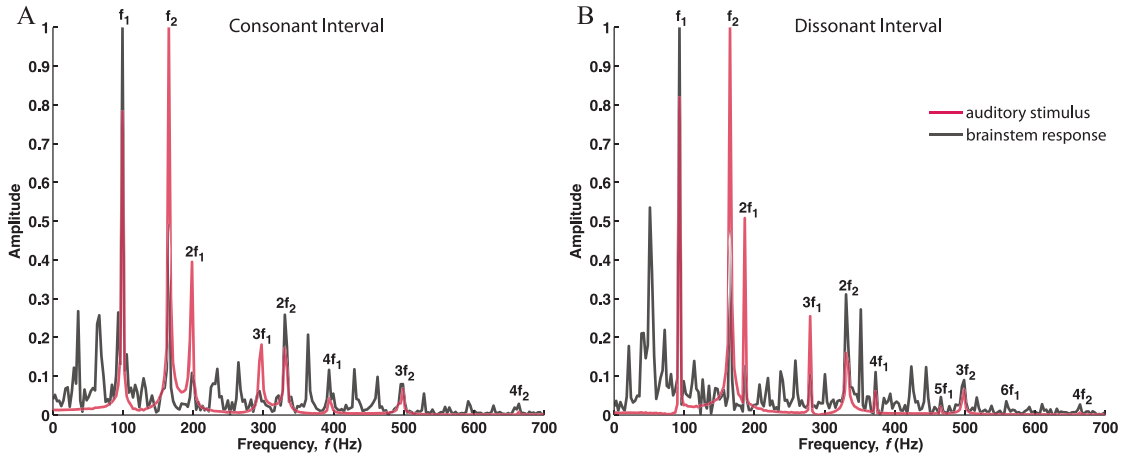 A
Consonant Interval
f1
f2
2f1
3f1
2f2
4f1
3f2
4f2
1
0.9
0.8
0.7
0.6
0.5
0.4
0.3
0.2
0.1
0
Amplitude
0 100 200 300 400 500 600 700
Frequency, f (Hz)
B
Dissonant Interval
f1
f2
2f1
3f1
2f2
4f1
5f1
3f2
6f1
4f2
auditory stimulus
brainstem response
1
0.9
0.8
0.7
0.6
0.5
0.4
0.3
0.2
0.1
0
Amplitude
0 100 200 300 400 500 600 700
Frequency, f (Hz)